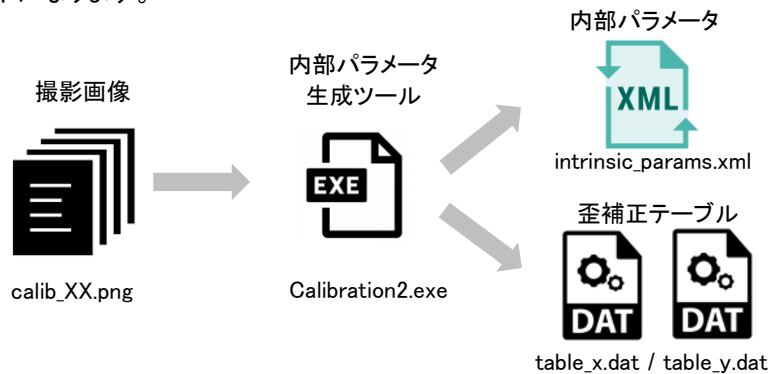 撮影画像
calib_XX.png
内部パラメータ
生成ツール
EXE
Calibration2.exe
内部パラメータ
XML
intrinsic_params.xml
歪補正テーブル
DAT
DAT
table_x.dat / table_y.dat